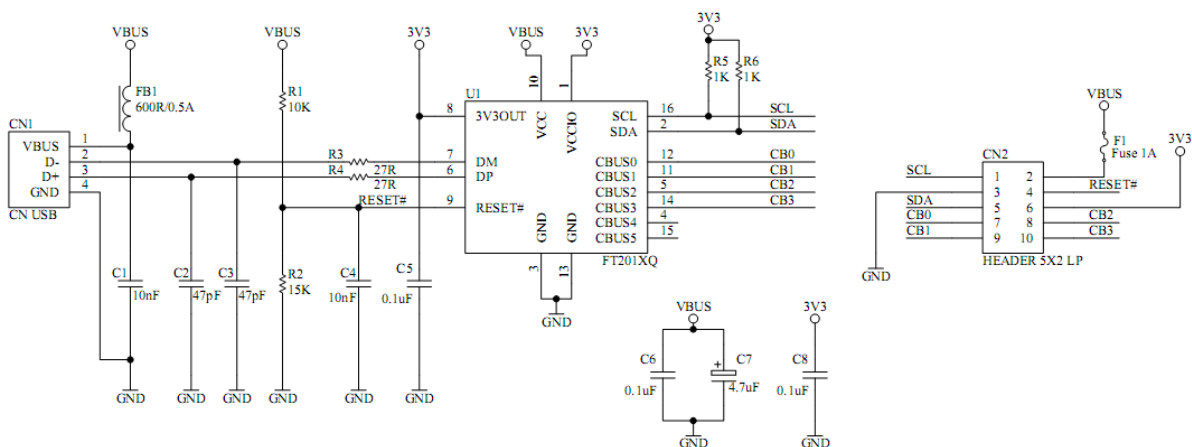 VBUS
FB1
600R/0.5A
CN1
VBUS 1
D- 2
D+ 3
GND 4
CN USB
C1
10nF
GND
C2
47pF
GND
C3
47pF
GND
VBUS
R1
10K
R2
15K
GND
R3
27R
R4
27R
RESET#
C4
10nF
GND
3V3
C5
0.1uF
GND
VBUS
3V3
10
1
U1
8 3V3OUT
VCC
VCCIO
7 DM
6 DP
9 RESET#
GND
GND
3
13
GND
SCL 16 SCL
SDA 2 SDA
CBUS0 12 CB0
CBUS1 11 CB1
CBUS2 5 CB2
CBUS3 14 CB3
CBUS4 4
CBUS5 15
FT201XQ
3V3
R5
1K
R6
1K
VBUS
C6
0.1uF
C7
+
4.7uF
GND
3V3
C8
0.1uF
GND
VBUS
F1
Fuse 1A
3V3
CN2
SCL 1 2
3 4 RESET#
SDA 5 6
CB0 7 8 CB2
CB1 9 10 CB3
HEADER 5X2 LP
GND